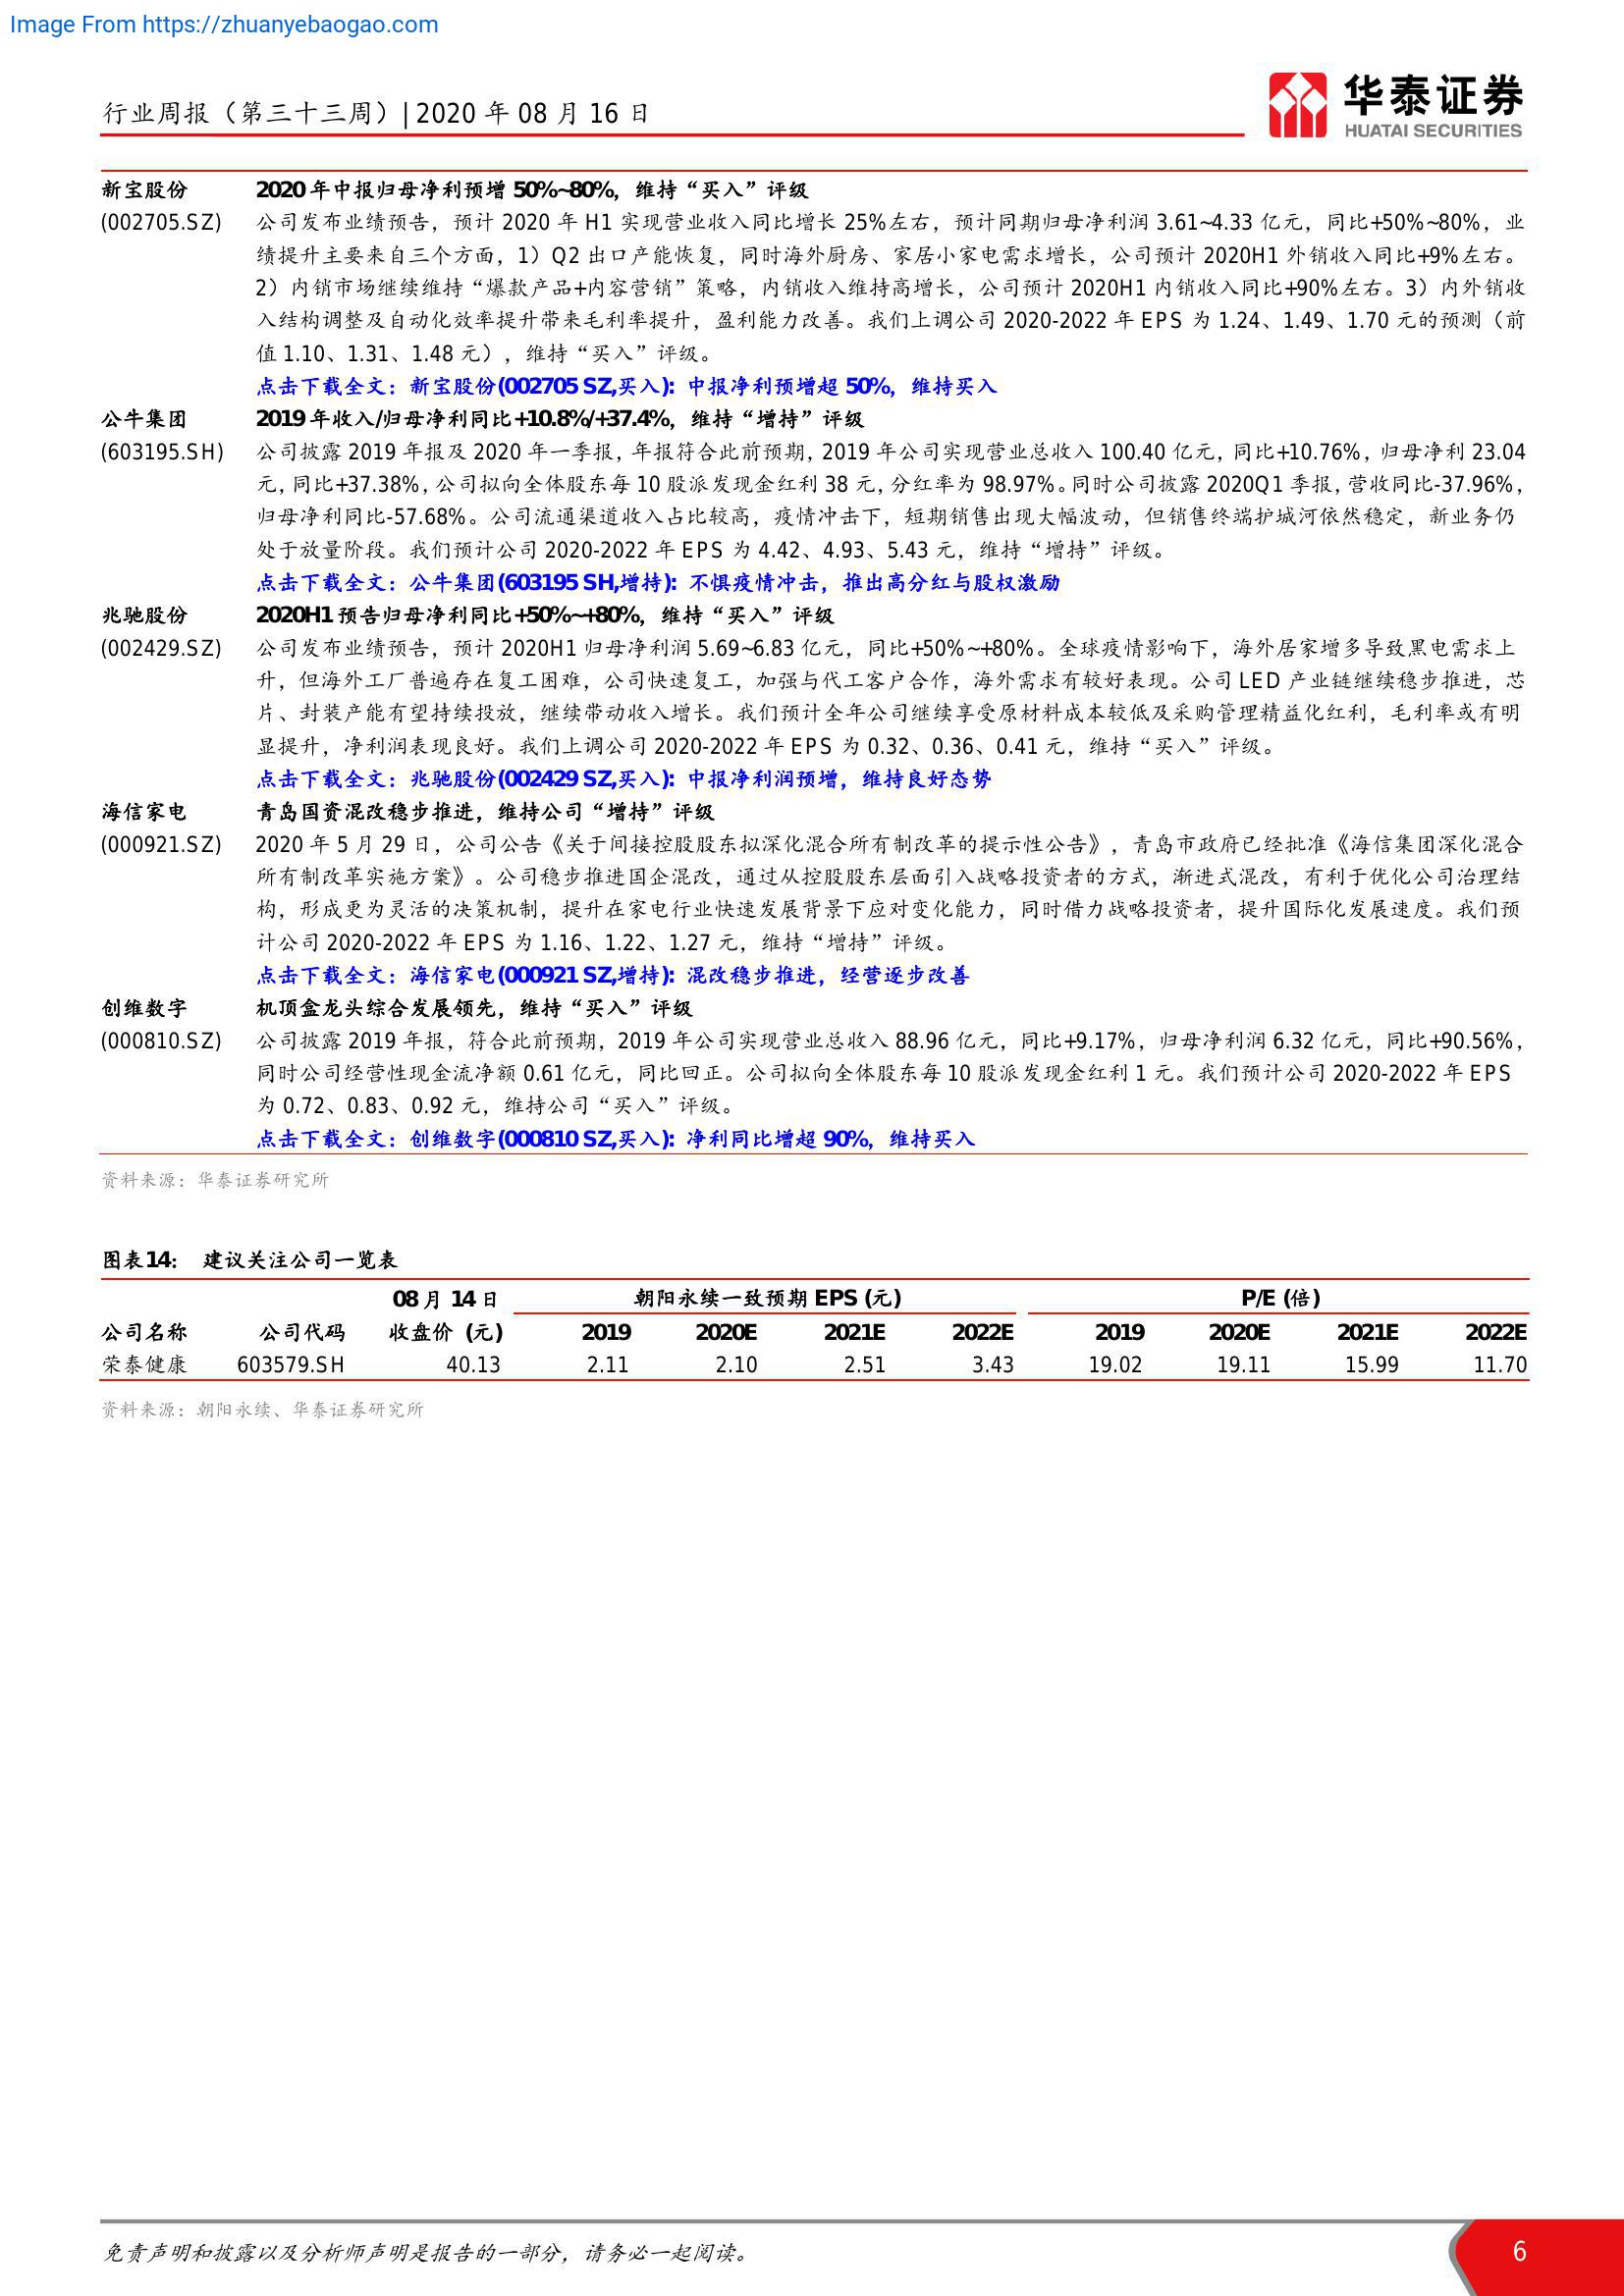 Image From https://zhuanyebaogao.com
行业周报（第三十三周）| 2020 年 08 月 16 日
华泰证券
HUATAI SECURITIES
新宝股份 2020 年中报归母净利预增 50%~80%，维持“买入”评级
(002705.SZ) 公司发布业绩预告，预计 2020 年 H1 实现营业收入同比增长 25%左右，预计同期归母净利润 3.61~4.33 亿元，同比+50%~80%，业
绩提升主要来自三个方面，1）Q2 出口产能恢复，同时海外厨房、家居小家电需求增长，公司预计 2020H1 外销收入同比+9%左右。
2）内销市场继续维持“爆款产品+内容营销”策略，内销收入维持高增长，公司预计 2020H1 内销收入同比+90%左右。3）内外销收
入结构调整及自动化效率提升带来毛利率提升，盈利能力改善。我们上调公司 2020-2022 年 EPS 为 1.24、1.49、1.70 元的预测（前
值 1.10、1.31、1.48 元），维持“买入”评级。
点击下载全文：新宝股份(002705 SZ,买入): 中报净利预增超 50%，维持买入
公牛集团 2019 年收入/归母净利同比+10.8%/+37.4%，维持“增持”评级
(603195.SH) 公司披露 2019 年报及 2020 年一季报，年报符合此前预期，2019 年公司实现营业总收入 100.40 亿元，同比+10.76%，归母净利 23.04
元，同比+37.38%，公司拟向全体股东每 10 股派发现金红利 38 元，分红率为 98.97%。同时公司披露 2020Q1 季报，营收同比-37.96%，
归母净利同比-57.68%。公司流通渠道收入占比较高，疫情冲击下，短期销售出现大幅波动，但销售终端护城河依然稳定，新业务仍
处于放量阶段。我们预计公司 2020-2022 年 EPS 为 4.42、4.93、5.43 元，维持“增持”评级。
点击下载全文：公牛集团(603195 SH,增持): 不惧疫情冲击，推出高分红与股权激励
兆驰股份 2020H1 预告归母净利同比+50%~+80%，维持“买入”评级
(002429.SZ) 公司发布业绩预告，预计 2020H1 归母净利润 5.69~6.83 亿元，同比+50%~+80%。全球疫情影响下，海外居家增多导致黑电需求上
升，但海外工厂普遍存在复工困难，公司快速复工，加强与代工客户合作，海外需求有较好表现。公司 LED 产业链继续稳步推进，芯
片、封装产能有望持续投放，继续带动收入增长。我们预计全年公司继续享受原材料成本较低及采购管理精益化红利，毛利率或有明
显提升，净利润表现良好。我们上调公司 2020-2022 年 EPS 为 0.32、0.36、0.41 元，维持“买入”评级。
点击下载全文：兆驰股份(002429 SZ,买入): 中报净利润预增，维持良好态势
海信家电 青岛国资混改稳步推进，维持公司“增持”评级
(000921.SZ) 2020 年 5 月 29 日，公司公告《关于间接控股股东拟深化混合所有制改革的提示性公告》，青岛市政府已经批准《海信集团深化混合
所有制改革实施方案》。公司稳步推进国企混改，通过从控股股东层面引入战略投资者的方式，渐进式混改，有利于优化公司治理结
构，形成更为灵活的决策机制，提升在家电行业快速发展背景下应对变化能力，同时借力战略投资者，提升国际化发展速度。我们预
计公司 2020-2022 年 EPS 为 1.16、1.22、1.27 元，维持“增持”评级。
点击下载全文：海信家电(000921 SZ,增持): 混改稳步推进，经营逐步改善
创维数字 机顶盒龙头综合发展领先，维持“买入”评级
(000810.SZ) 公司披露 2019 年报，符合此前预期，2019 年公司实现营业总收入 88.96 亿元，同比+9.17%，归母净利润 6.32 亿元，同比+90.56%，
同时公司经营性现金流净额 0.61 亿元，同比回正。公司拟向全体股东每 10 股派发现金红利 1 元。我们预计公司 2020-2022 年 EPS
为 0.72、0.83、0.92 元，维持公司“买入”评级。
点击下载全文：创维数字(000810 SZ,买入): 净利同比增超 90%，维持买入
资料来源：华泰证券研究所
图表14： 建议关注公司一览表
08 月 14 日 朝阳永续一致预期 EPS (元) P/E (倍)
公司名称 公司代码 收盘价 (元) 2019 2020E 2021E 2022E 2019 2020E 2021E 2022E
荣泰健康 603579.SH 40.13 2.11 2.10 2.51 3.43 19.02 19.11 15.99 11.70
资料来源：朝阳永续、华泰证券研究所
免责声明和披露以及分析师声明是报告的一部分，请务必一起阅读。 6